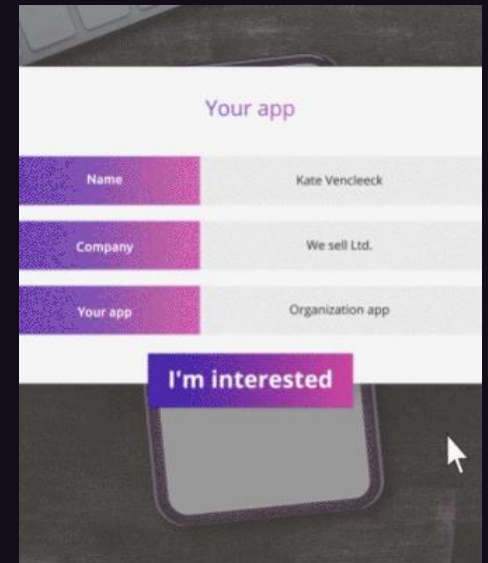 Your app
Name Kate Vencleeck
Company We sell Ltd.
Your app Organization app
I'm interested